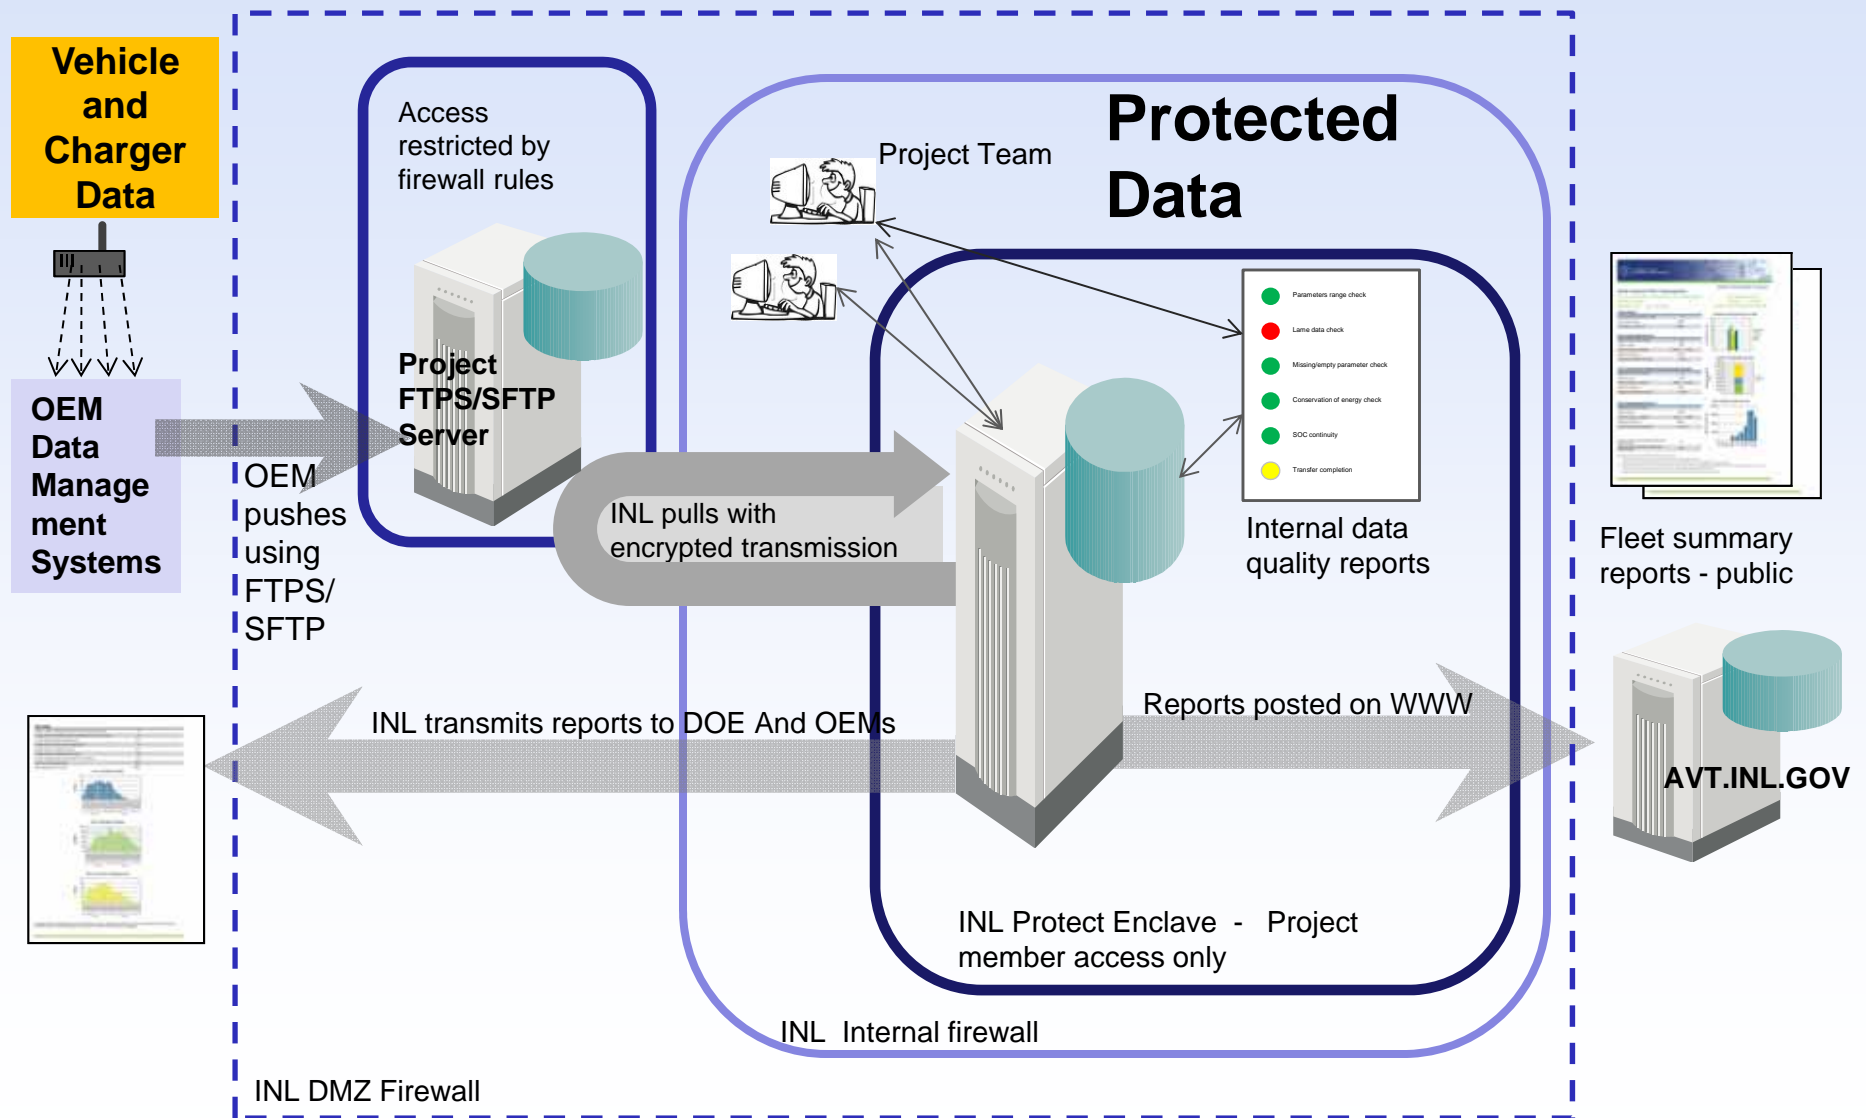 Vehicle
and
Charger
Data
OEM
Data
Manage
ment
Systems
OEM
pushes
using
FTPS/
SFTP
Access
restricted by
firewall rules
Project
FTPS/SFTP
Server
INL pulls with
encrypted transmission
Project Team
Protected
Data
Parameters range check
Lame data check
Missing/empty parameter check
Conservation of energy check
SOC continuity
Transfer completion
Internal data
quality reports
Fleet summary
reports - public
INL transmits reports to DOE And OEMs
Reports posted on WWW
AVT.INL.GOV
INL Protect Enclave - Project
member access only
INL Internal firewall
INL DMZ Firewall